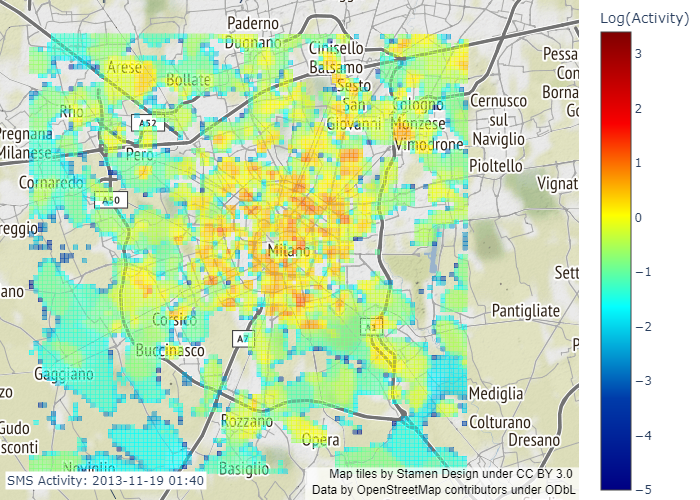 Log(Activity)
Paderno
Dugnano
Cinisello
Balsamo
Pessa
Con
Borna
Go
Arese
Bollate
Sesto
San
Giovanni
Cologno
Monzese
Cernusco
sul
Naviglio
Rho
A52
Pregnana
Milanese
Pero
Vimodrone
Pioltello
Cornaredo
A50
Vignat
reggio
Milano
Sett
ano
Pantigliate
Corsico
A1
A7
Buccinasco
P
Gaggiano
zo
Mediglia
Gudo
sconti
Rozzano
Colturano
Opera
Dresano
Noviglio
Basiglio
SMS Activity: 2013-11-19 01:40
Map tiles by Stamen Design under CC BY 3.0
Data by OpenStreetMap contributors under ODbL
3
2
1
0
−1
−2
−3
−4
−5